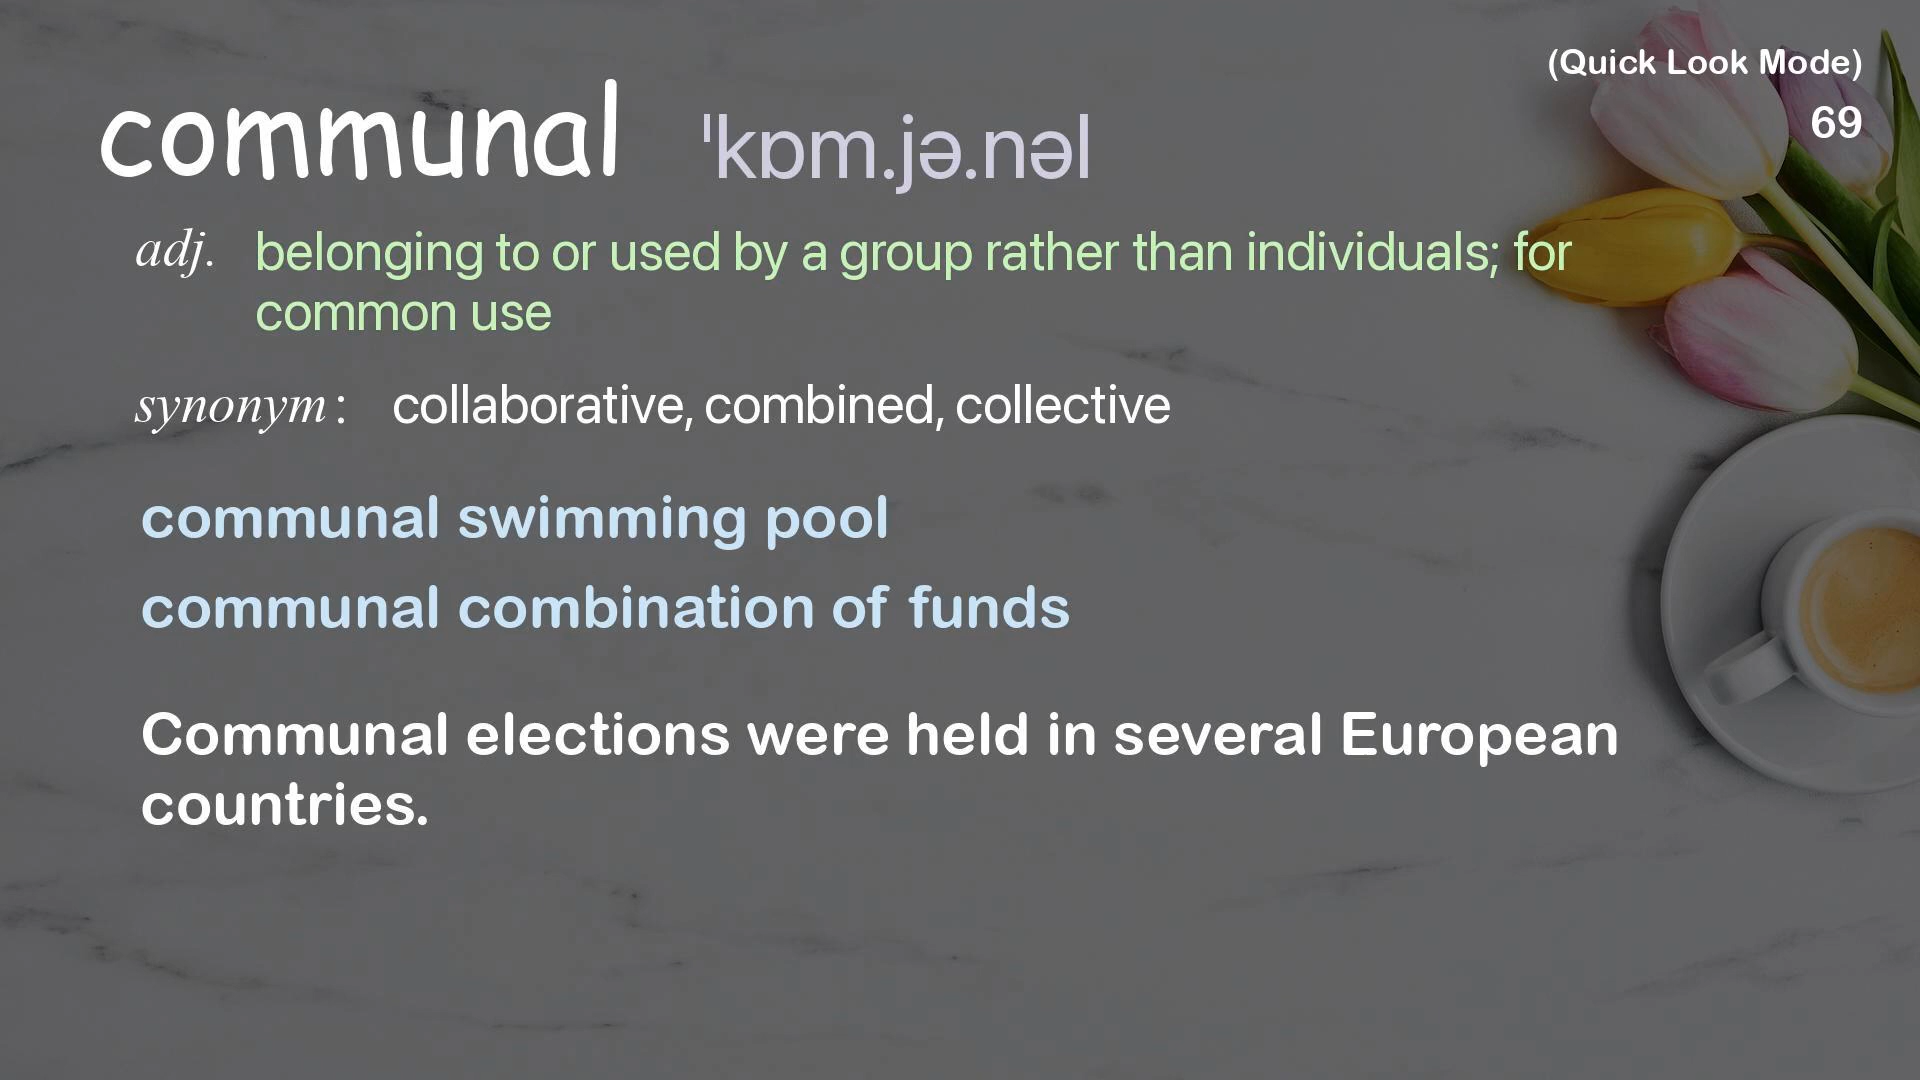 (Quick Look Mode)
69
communal ˈkɒm.jə.nəl
adj. belonging to or used by a group rather than individuals; for
common use
synonym: collaborative, combined, collective
communal swimming pool
communal combination of funds
Communal elections were held in several European
countries.